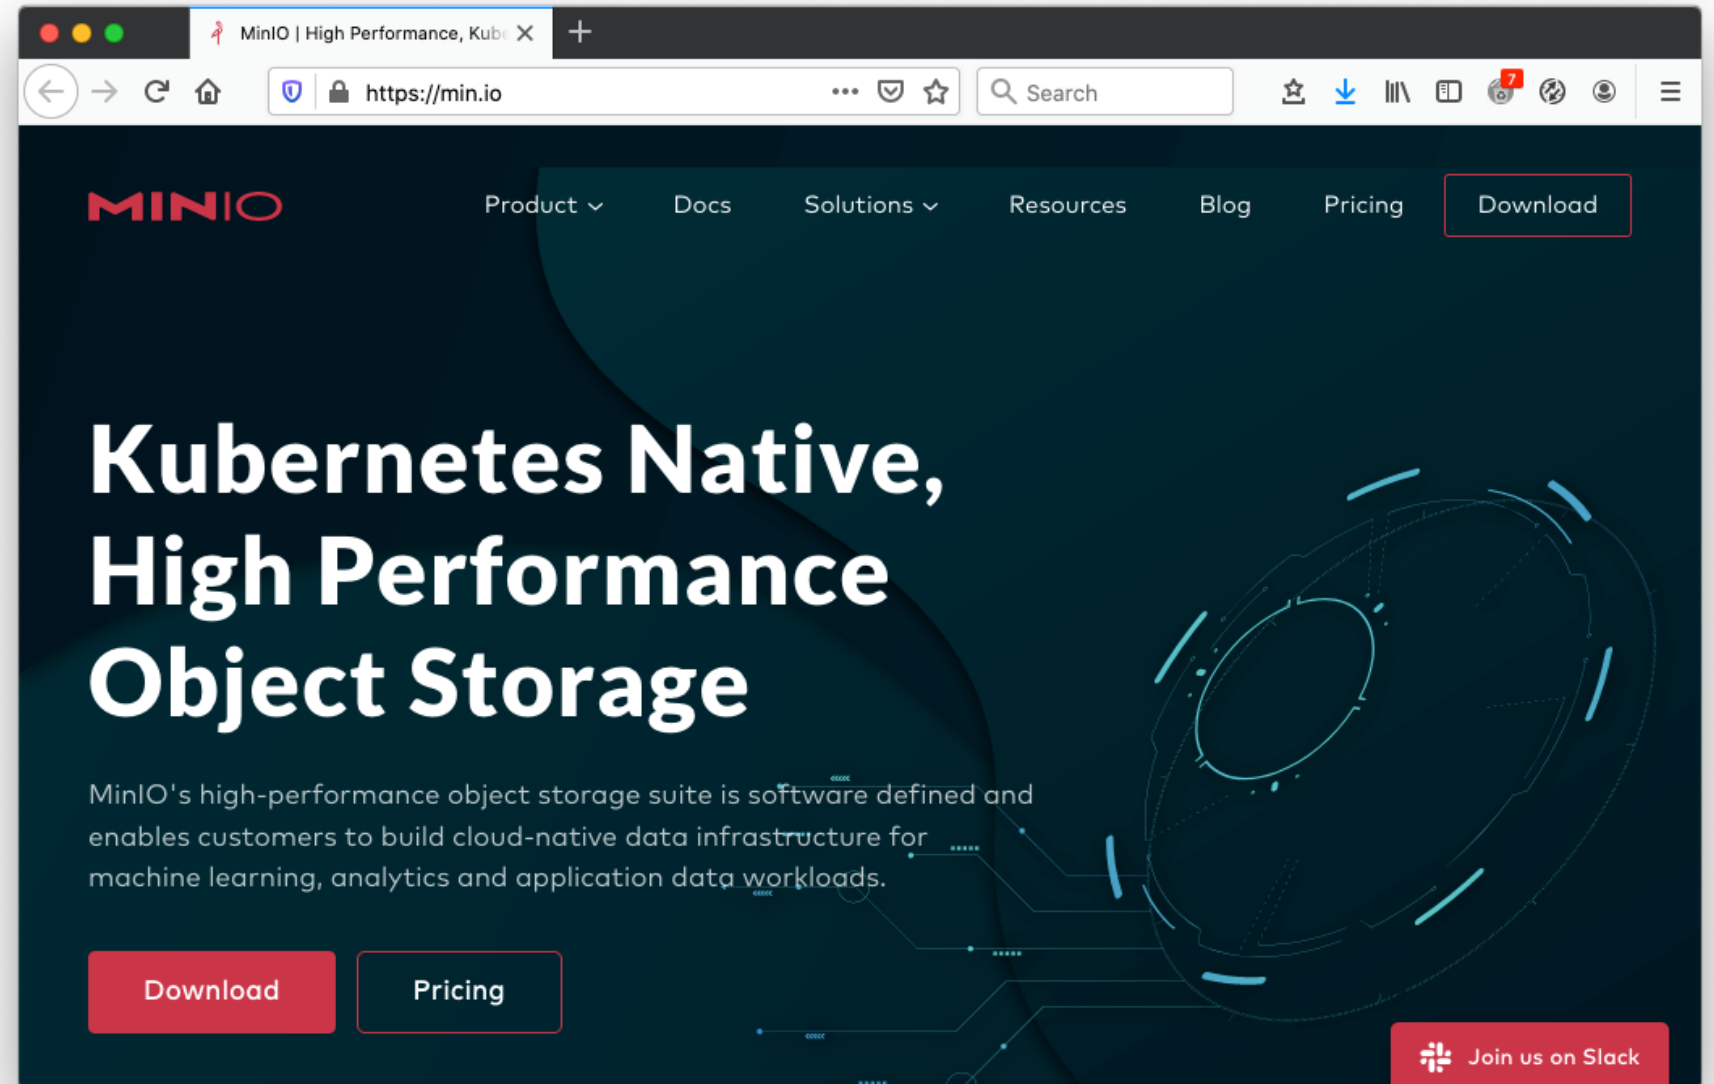 MinIO | High Performance, Kube
https://min.io
Search
7
MINIO
Product
Docs
Solutions
Resources
Blog
Pricing
Download
Kubernetes Native,
High Performance
Object Storage
MinIO's high-performance object storage suite is software defined and
enables customers to build cloud-native data infrastructure for
machine learning, analytics and application data workloads.
Download
Pricing
Join us on Slack